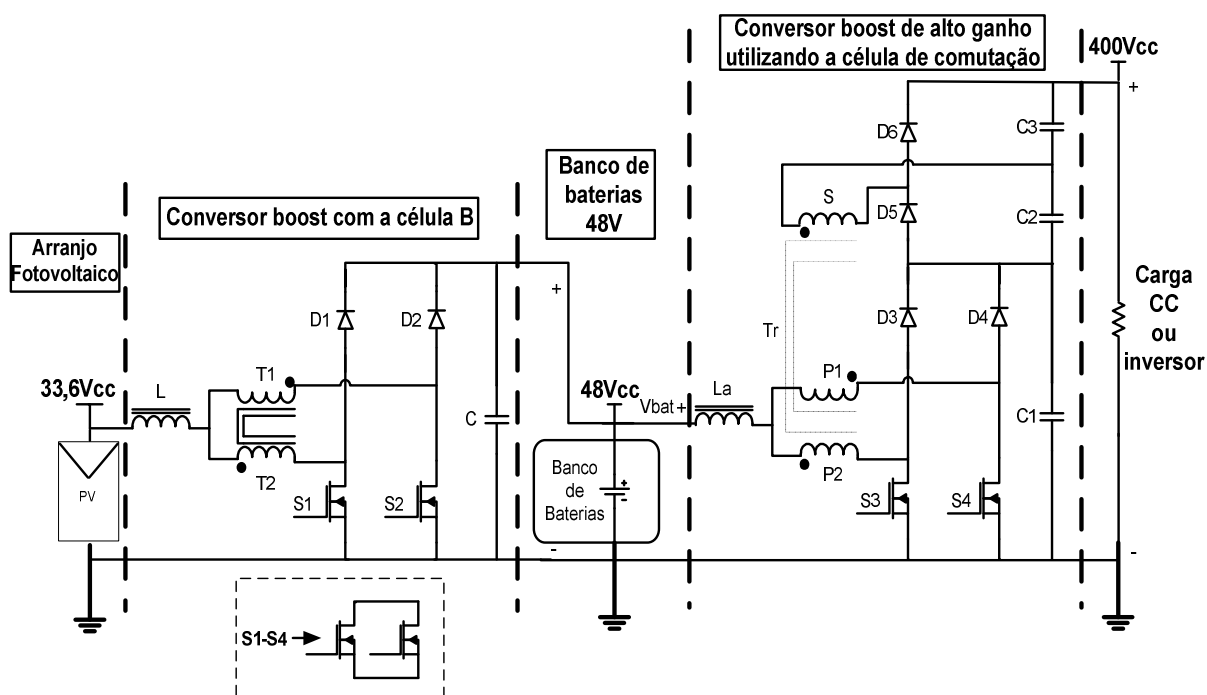 Conversor boost de alto ganho
utilizando a célula de comutação
400Vcc
+
D6
C3
Banco de
baterias
48V
Conversor boost com a célula B
S
D5
C2
Arranjo
Fotovoltaico
+
D1
D2
D3
D4
Tr
Carga
CC
ou
inversor
33,6Vcc
L
T1
48Vcc
La
P1
C
Vbat+
C1
T2
P2
PV
S1
S2
Banco
de
Baterias
+
-
S3
S4
-
-
S1-S4